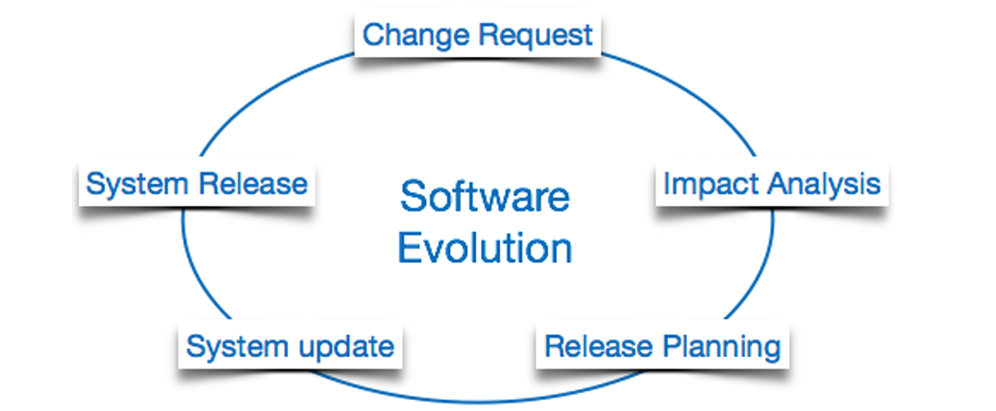 Change Request
System Release
Impact Analysis
Software
Evolution
System update
Release Planning